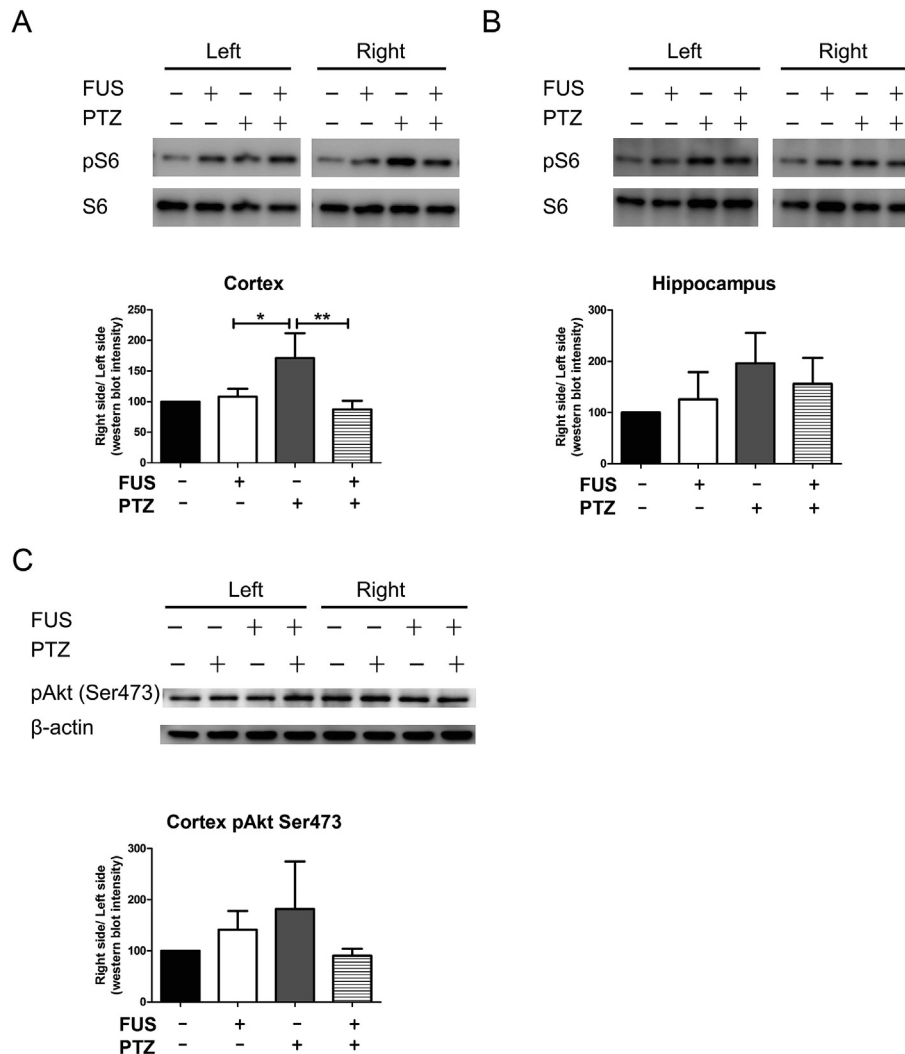 A
Left Right
FUS – + – + – + – +
PTZ – – + + – – + +
pS6
S6
Cortex
Right side/ Left side
(western blot intensity)
250
200
150
100
50
0
* **
FUS – + – +
PTZ – – + +
B
Left Right
– + – + – + – +
– – + + – – + +
pS6
S6
Hippocampus
Right side/ Left side
(western blot intensity)
300
200
100
0
FUS – + – +
PTZ – – + +
C
Left Right
FUS – – + + – – + +
PTZ – + – + – + – +
pAkt (Ser473)
β-actin
Cortex pAkt Ser473
Right side/ Left side
(western blot intensity)
300
200
100
0
FUS – + – +
PTZ – – + +